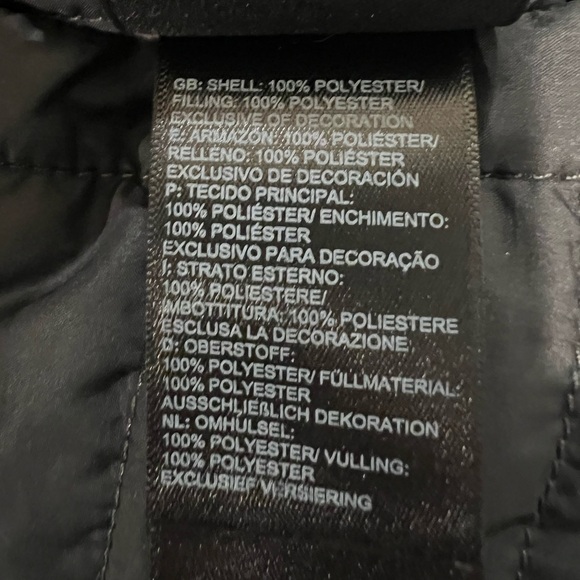 GB: SHELL: 100% POLYESTER/
FILLING: 100% POLYESTER
EXCLUSIVE OF DECORATION
E: ARMAZÓN: 100% POLIÉSTER/
RELLENO: 100% POLIÉSTER
EXCLUSIVO DE DECORACIÓN
P: TECIDO PRINCIPAL:
100% POLIÉSTER/ ENCHIMENTO:
100% POLIÉSTER
EXCLUSIVO PARA DECORAÇÃO
I: STRATO ESTERNO:
100% POLIESTERE/
IMBOTTITURA: 100% POLIESTERE
ESCLUSA LA DECORAZIONE
D: OBERSTOFF:
100% POLYESTER/ FÜLLMATERIAL:
100% POLYESTER
AUSSCHLIEßLICH DEKORATION
NL: OMHULSEL:
100% POLYESTER/ VULLING:
100% POLYESTER
EXCLUSIEF VERSIERING